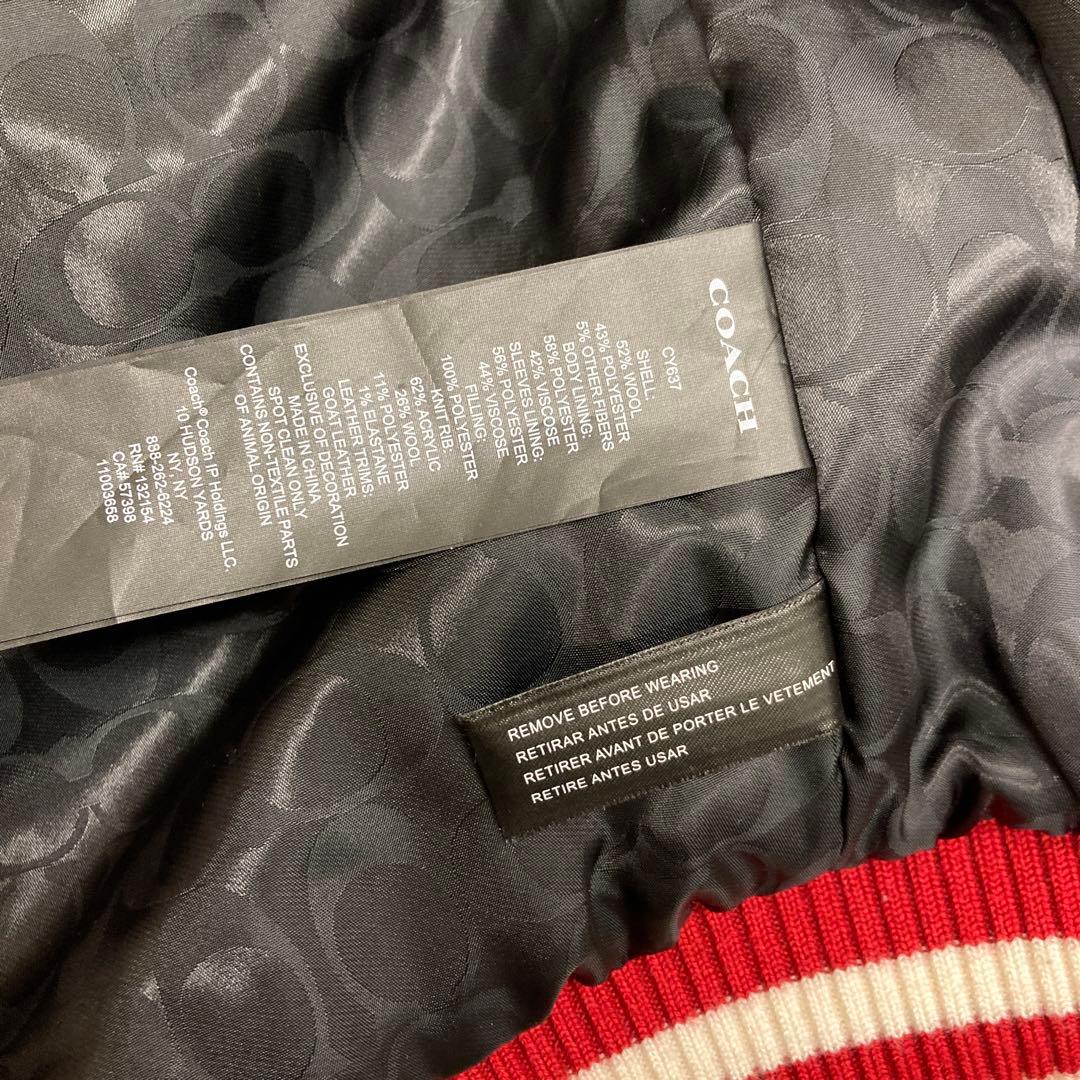 COACH
CY637
SHELL:
52% WOOL
43% POLYESTER
5% OTHER FIBERS
BODY LINING:
58% POLYESTER
42% VISCOSE
SLEEVES LINING:
56% POLYESTER
44% VISCOSE
FILLING:
100% POLYESTER
KNIT RIB:
62% ACRYLIC
26% WOOL
11% POLYESTER
1% ELASTANE
LEATHER TRIMS:
GOAT LEATHER
EXCLUSIVE OF DECORATION
MADE IN CHINA
SPOT CLEAN ONLY
CONTAINS NON-TEXTILE PARTS
OF ANIMAL ORIGIN
Coach® Coach IP Holdings LLC.
10 HUDSON YARDS
NY, NY
888-262-6224
RN# 132154
CA# 57398
11003658
REMOVE BEFORE WEARING
RETIRAR ANTES DE USAR
RETIRER AVANT DE PORTER LE VETEMENT
RETIRE ANTES USAR